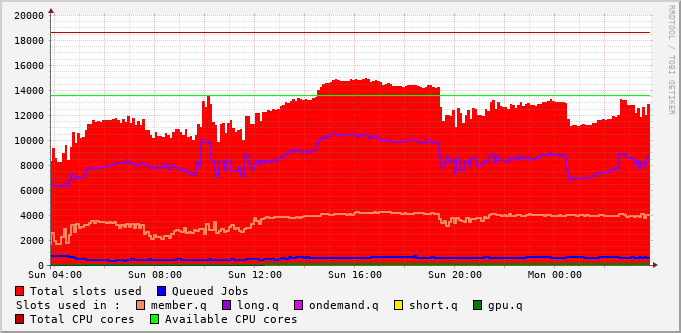 20000
18000
16000
14000
12000
10000
8000
6000
4000
2000
0
Sun 04:00 Sun 08:00 Sun 12:00 Sun 16:00 Sun 20:00 Mon 00:00
Total slots used Queued Jobs
Slots used in : member.q long.q ondemand.q short.q gpu.q
Total CPU cores Available CPU cores
RRDTOOL / TOBI OETIKER